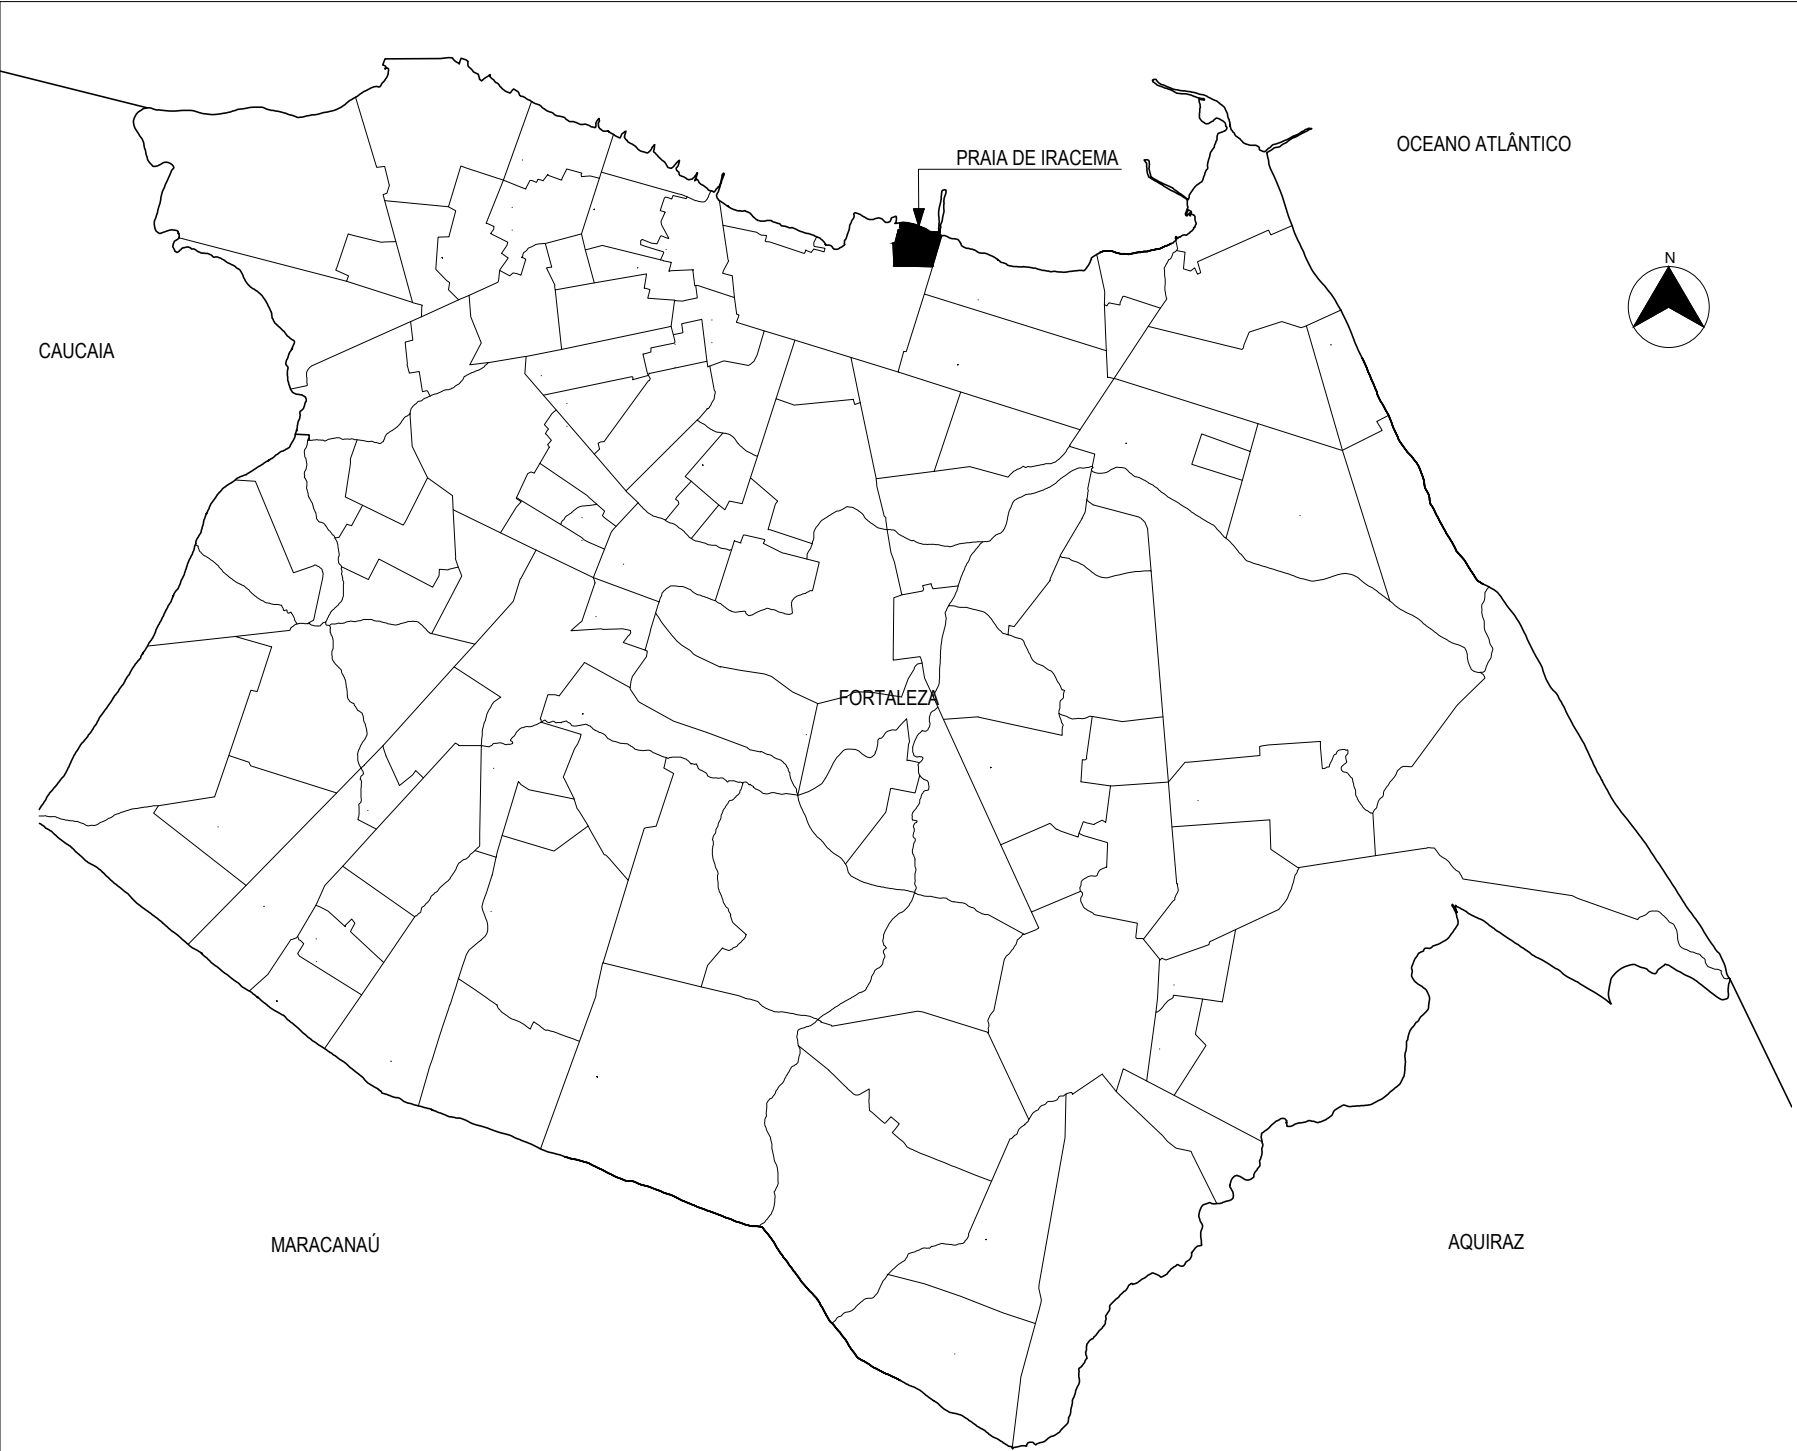 OCEANO ATLÂNTICO
PRAIA DE IRACEMA
N
CAUCAIA
FORTALEZA
MARACANAÚ
AQUIRAZ